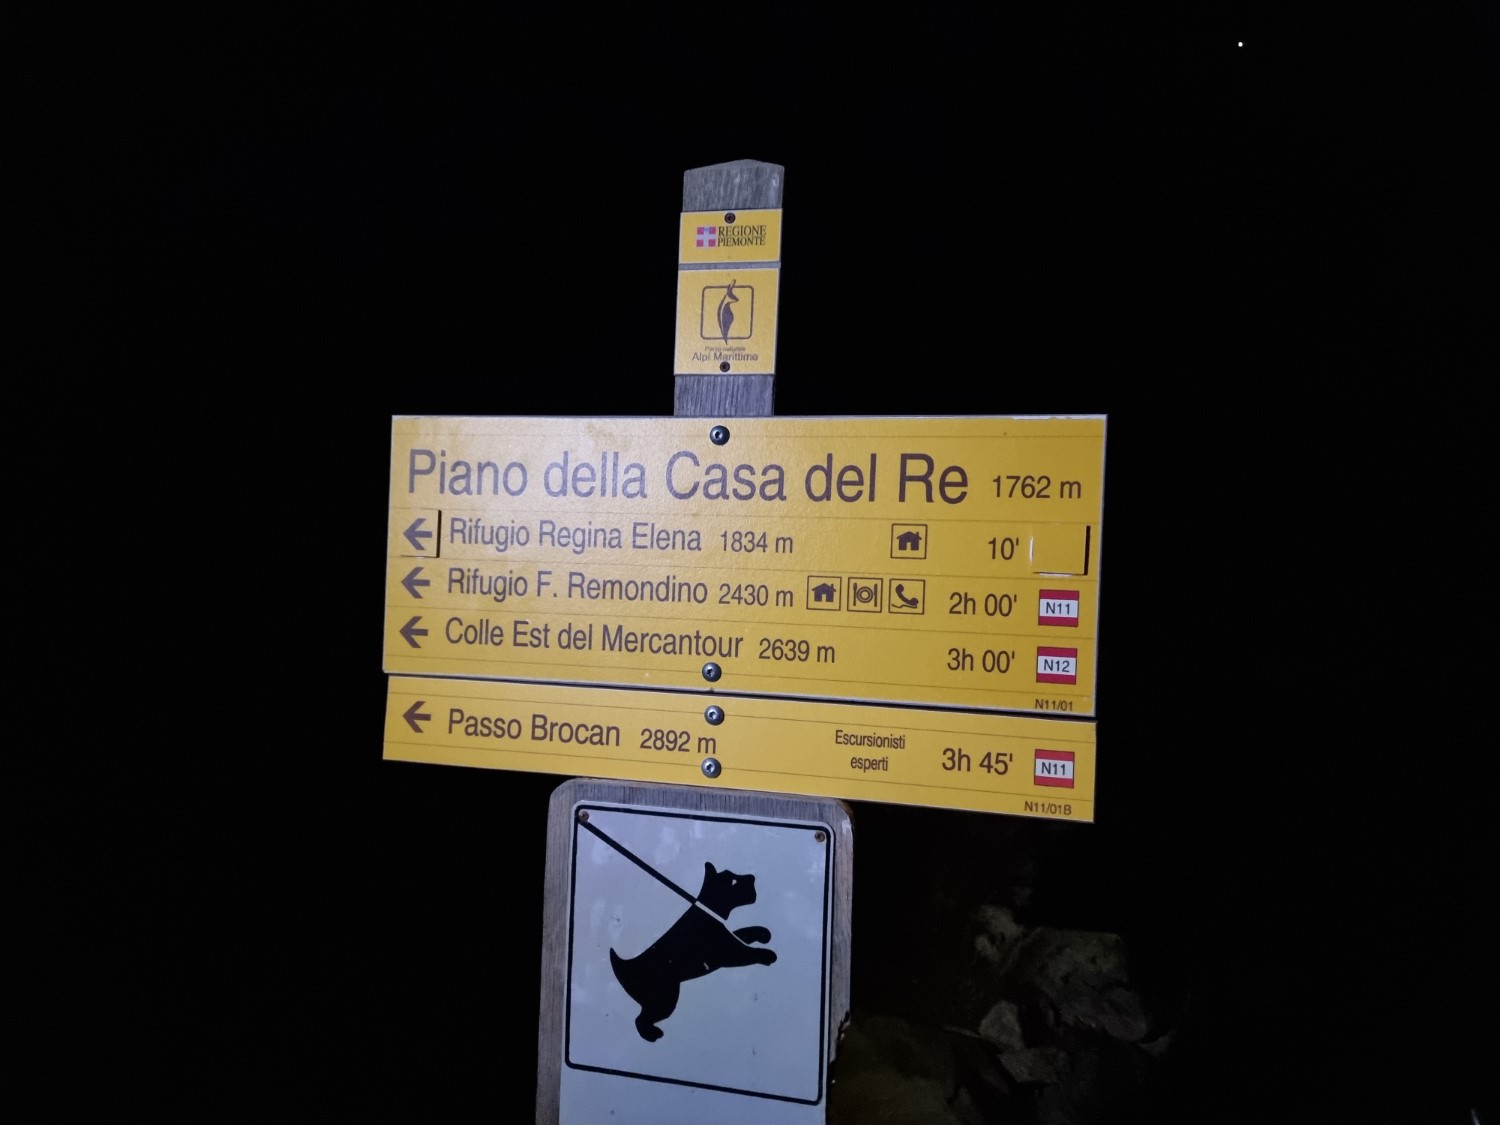 REGIONE
PIEMONTE
Parco naturale
Alpi Marittime
Piano della Casa del Re 1762 m
Rifugio Regina Elena 1834 m 10'
Rifugio F. Remondino 2430 m 2h 00' N11
Colle Est del Mercantour 2639 m 3h 00' N12
N11/01
Passo Brocan 2892 m Escursionisti esperti 3h 45' N11
N11/01B